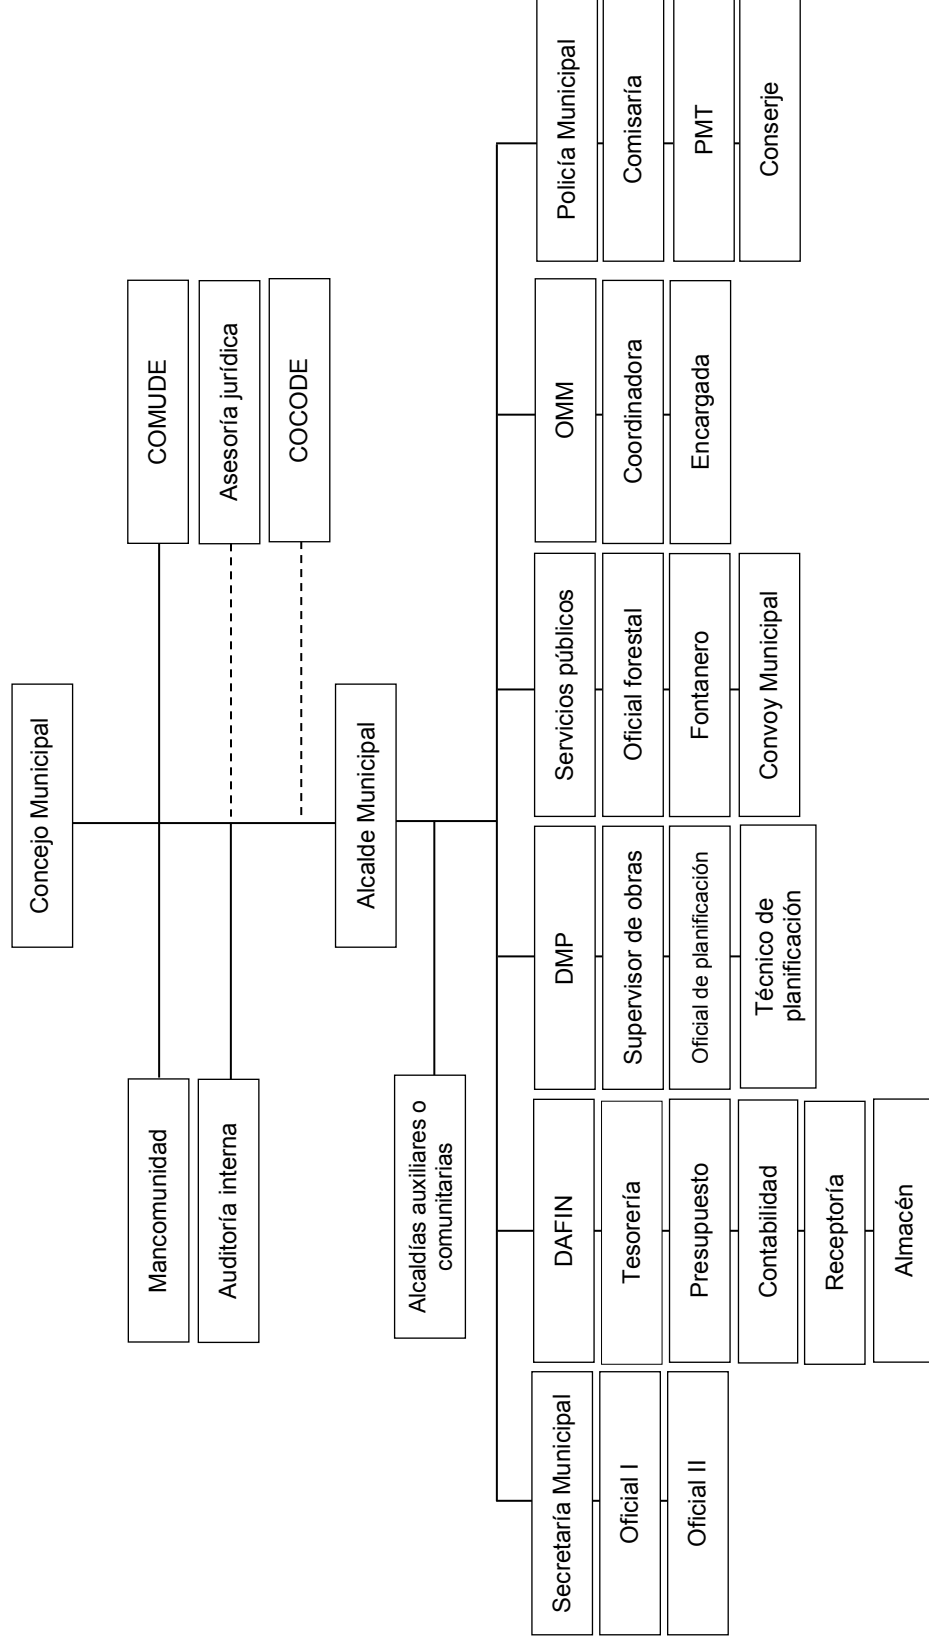 Concejo Municipal
Mancomunidad
COMUDE
Auditoría interna
Asesoría jurídica
COCODE
Alcalde Municipal
Alcaldías auxiliares o
comunitarias
Secretaría Municipal
Oficial I
Oficial II
DAFIN
Tesorería
Presupuesto
Contabilidad
Receptoría
Almacén
DMP
Supervisor de obras
Oficial de planificación
Técnico de
planificación
Servicios públicos
Oficial forestal
Fontanero
Convoy Municipal
OMM
Coordinadora
Encargada
Policía Municipal
Comisaría
PMT
Conserje